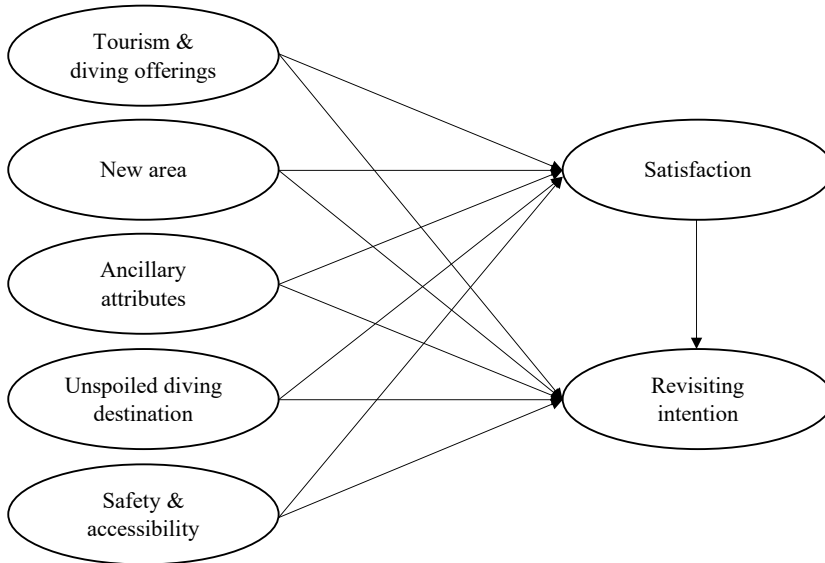 Tourism &
diving offerings
New area
Ancillary
attributes
Unspoiled diving
destination
Safety &
accessibility
Satisfaction
Revisiting
intention